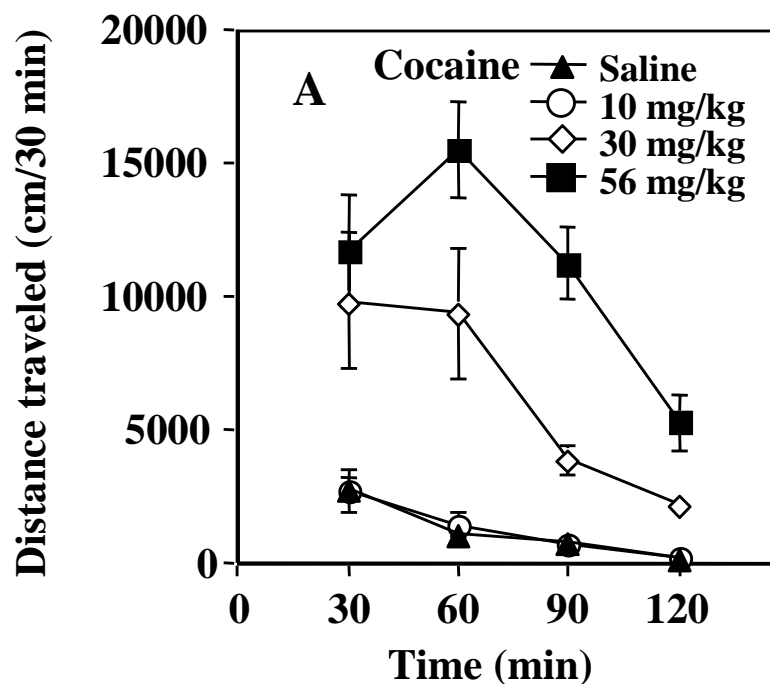 Distance traveled (cm/30 min)
20000
15000
10000
5000
0
A
Cocaine
Saline
10 mg/kg
30 mg/kg
56 mg/kg
0 30 60 90 120
Time (min)